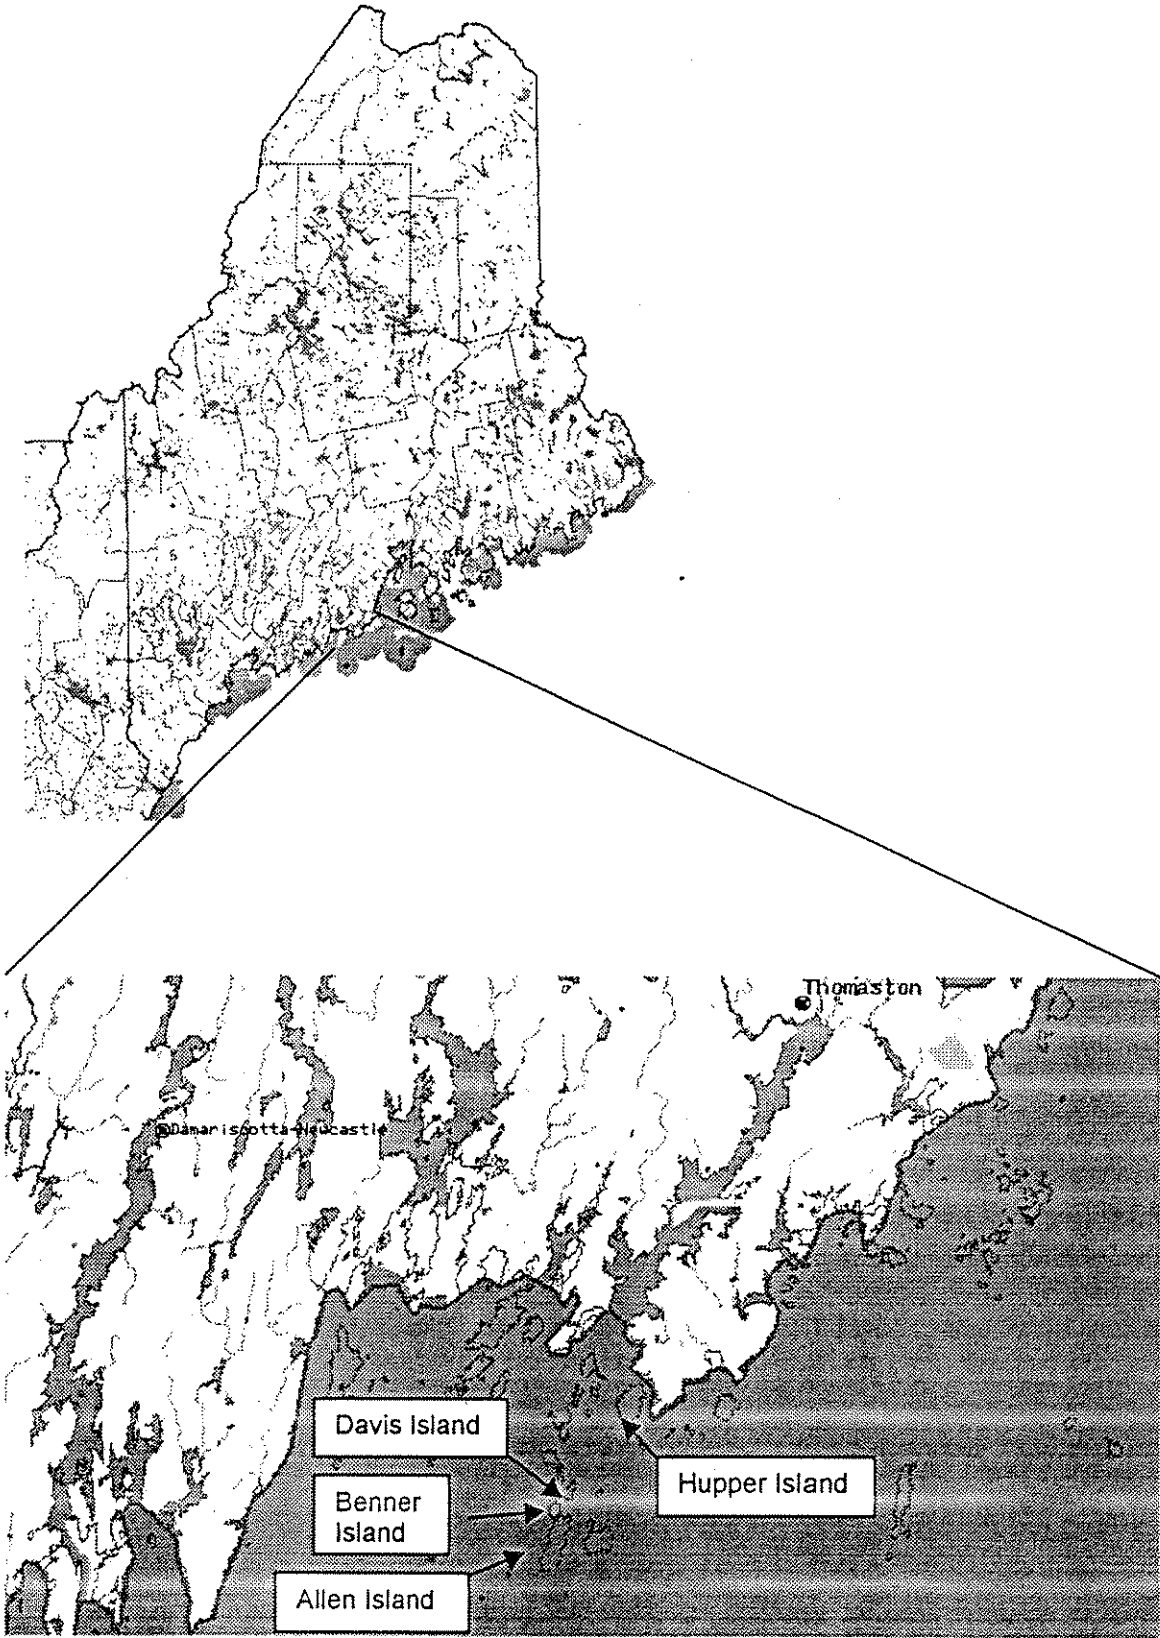 Thomaston
Damariscotta-Newcastle
Davis Island
Hupper Island
Benner
Island
Allen Island